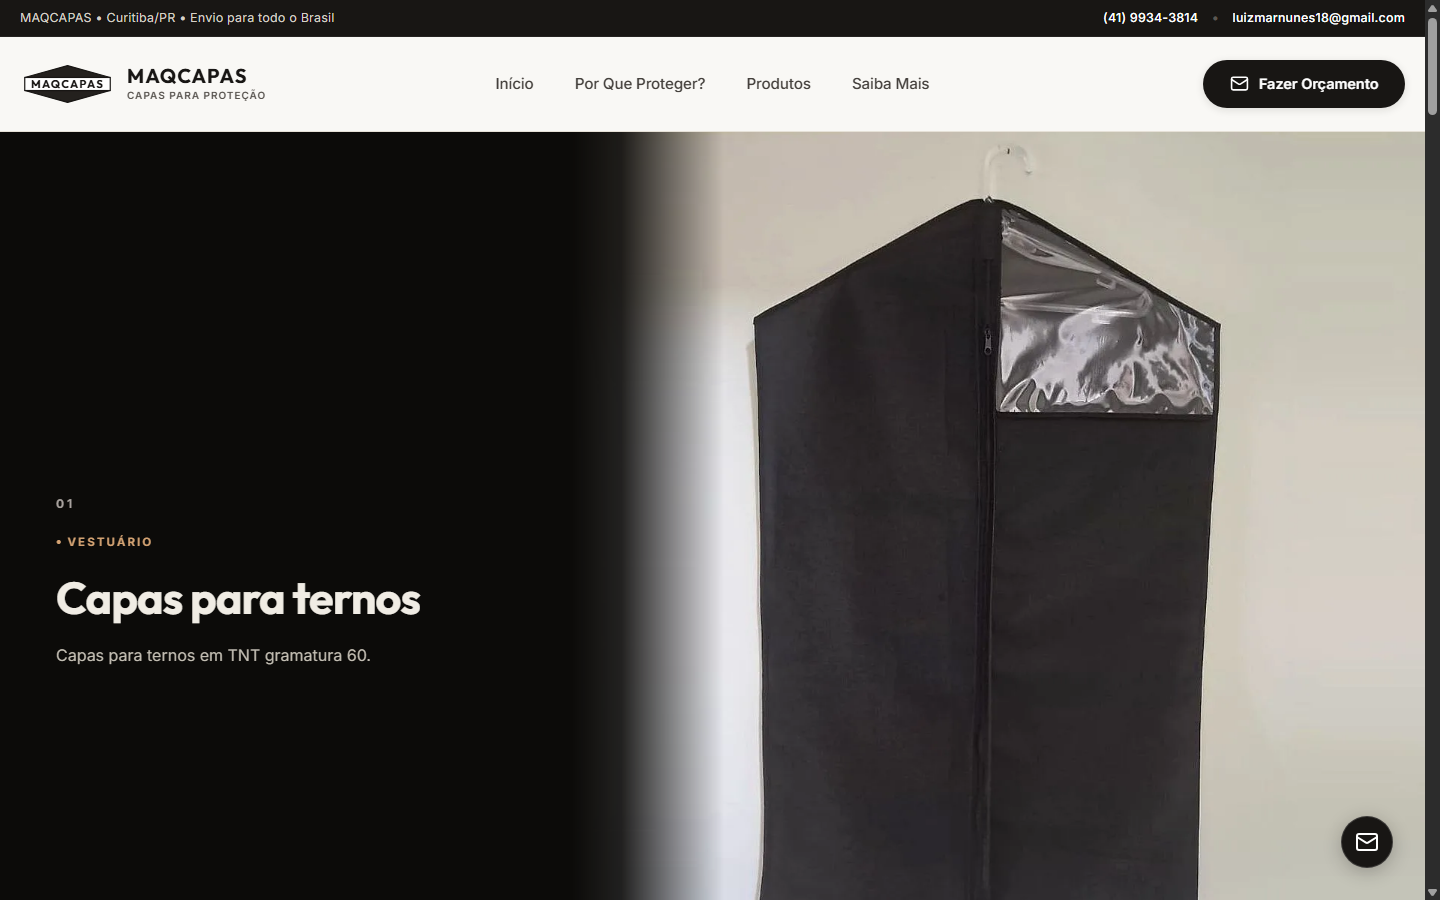 MAQCAPAS • Curitiba/PR • Envio para todo o Brasil
(41) 9934-3814 • luizmarnunes18@gmail.com
MAQCAPAS
MAQCAPAS
CAPAS PARA PROTEÇÃO
Início
Por Que Proteger?
Produtos
Saiba Mais
Fazer Orçamento
01
• VESTUÁRIO
Capas para ternos
Capas para ternos em TNT gramatura 60.